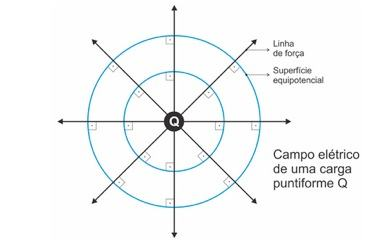 Linha
de força
Superfície
equipotencial
Q
Campo elétrico
de uma carga
puntiforme Q